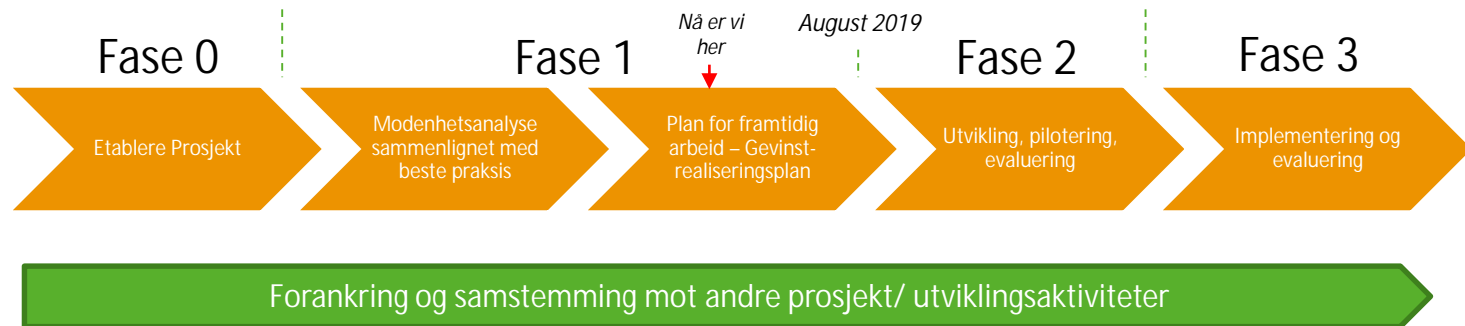 Nå er vi
her
August 2019
Fase 0
Fase 1
Fase 2
Fase 3
Etablere Prosjekt
Modenhetsanalyse
sammenlignet med
beste praksis
Plan for framtidig
arbeid – Gevinst-
realiseringsplan
Utvikling, pilotering,
evaluering
Implementering og
evaluering
Forankring og samstemming mot andre prosjekt/ utviklingsaktiviteter